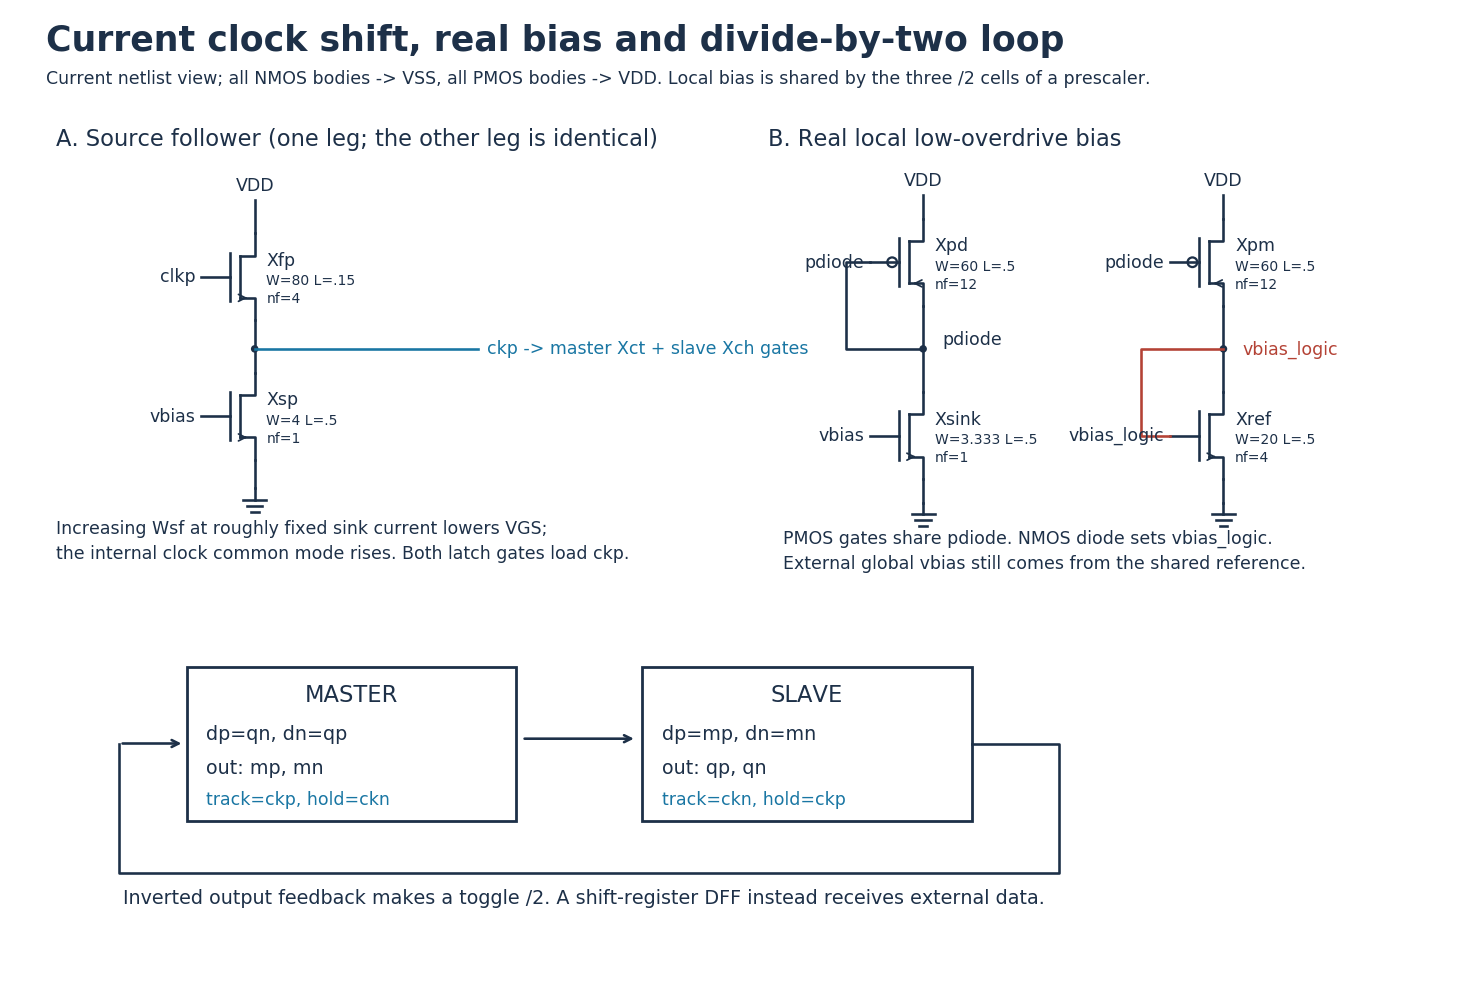 Current clock shift, real bias and divide-by-two loop
Current netlist view; all NMOS bodies -> VSS, all PMOS bodies -> VDD. Local bias is shared by the three /2 cells of a prescaler.
A. Source follower (one leg; the other leg is identical)
VDD
clkp
Xfp
W=80 L=.15
nf=4
ckp -> master Xct + slave Xch gates
vbias
Xsp
W=4 L=.5
nf=1
Increasing Wsf at roughly fixed sink current lowers VGS;
the internal clock common mode rises. Both latch gates load ckp.
B. Real local low-overdrive bias
VDD
pdiode
Xpd
W=60 L=.5
nf=12
pdiode
vbias
Xsink
W=3.333 L=.5
nf=1
VDD
pdiode
Xpm
W=60 L=.5
nf=12
vbias_logic
vbias_logic
Xref
W=20 L=.5
nf=4
PMOS gates share pdiode. NMOS diode sets vbias_logic.
External global vbias still comes from the shared reference.
MASTER
dp=qn, dn=qp
out: mp, mn
track=ckp, hold=ckn
SLAVE
dp=mp, dn=mn
out: qp, qn
track=ckn, hold=ckp
Inverted output feedback makes a toggle /2. A shift-register DFF instead receives external data.